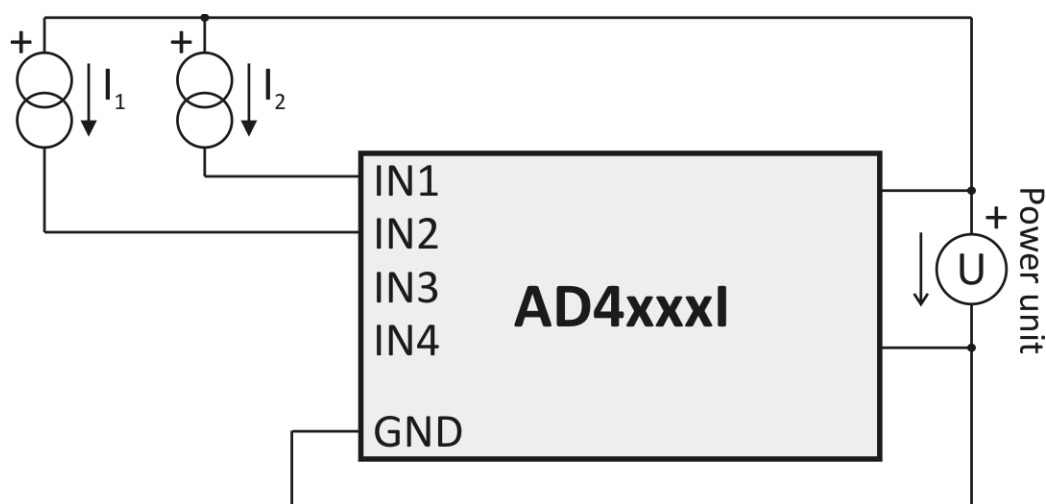 +
+
I1
I2
IN1
IN2
IN3
IN4
GND
AD4xxxI
+
U
Power unit